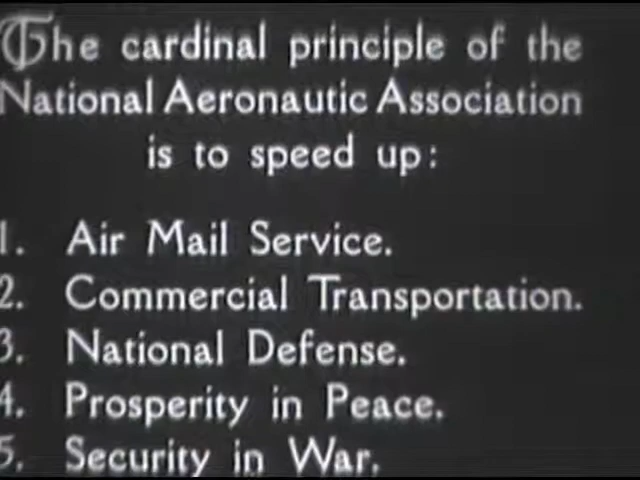 The cardinal principle of the
National Aeronautic Association
is to speed up:
1. Air Mail Service.
2. Commercial Transportation.
3. National Defense.
4. Prosperity in Peace.
5. Security in War.